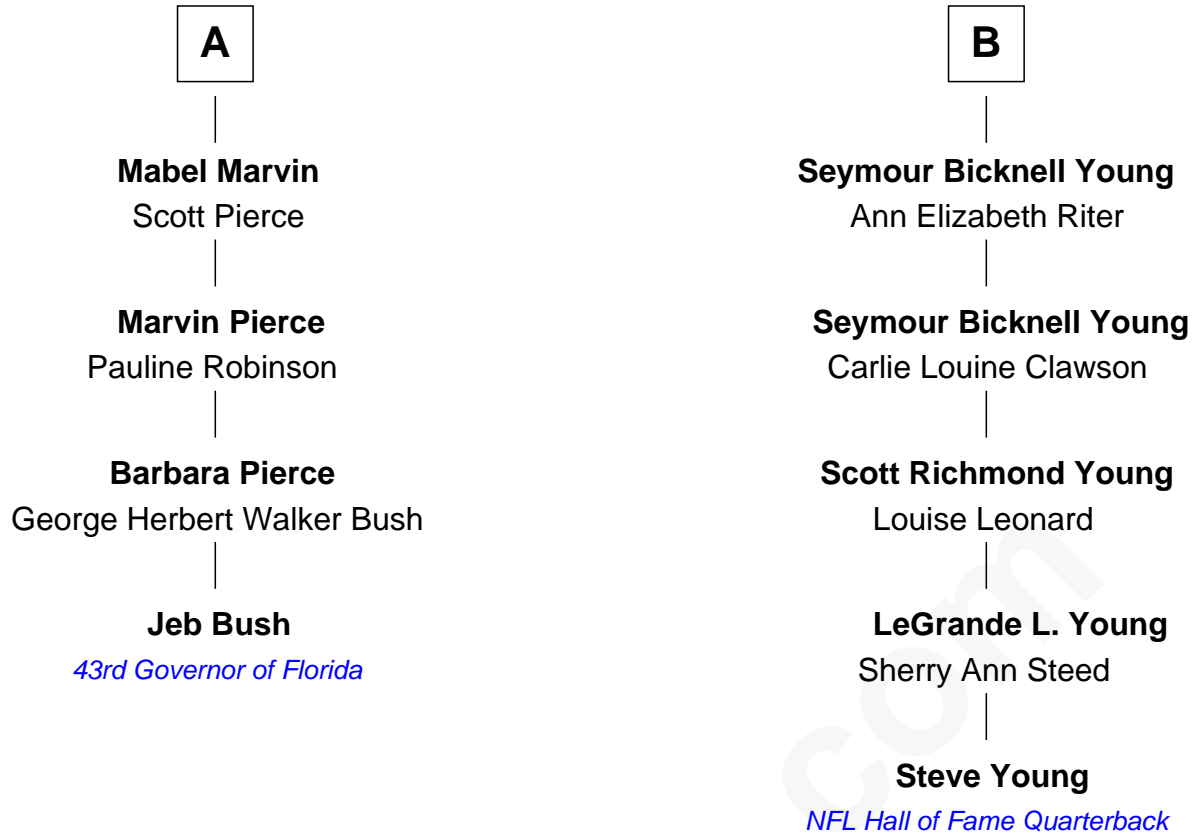 A
Mabel Marvin
Scott Pierce
Marvin Pierce
Pauline Robinson
Barbara Pierce
George Herbert Walker Bush
Jeb Bush
43rd Governor of Florida
B
Seymour Bicknell Young
Ann Elizabeth Riter
Seymour Bicknell Young
Carlie Louine Clawson
Scott Richmond Young
Louise Leonard
LeGrande L. Young
Sherry Ann Steed
Steve Young
NFL Hall of Fame Quarterback
com